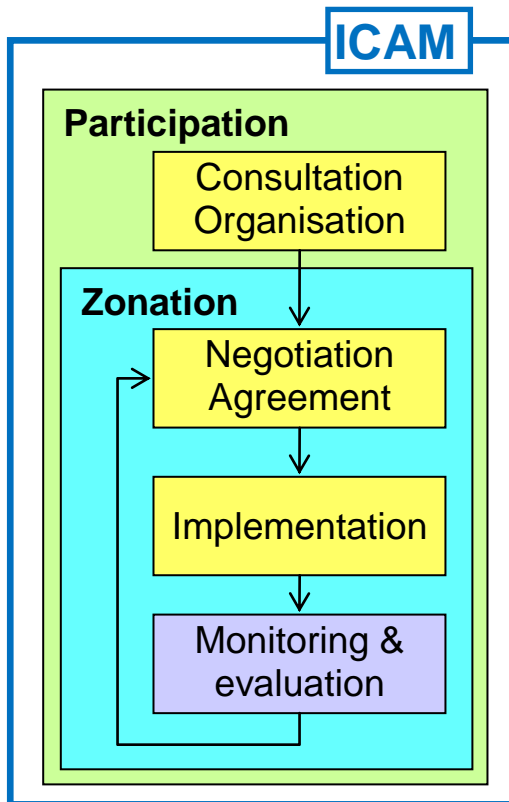 ICAM
Participation
Consultation
Organisation
Zonation
Negotiation
Agreement
Implementation
Monitoring &
evaluation